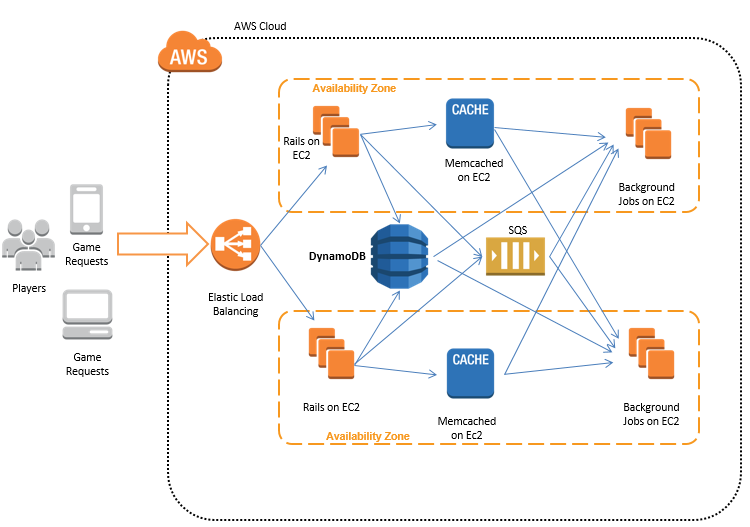 AWS Cloud
AWS
Availability Zone
Rails on
EC2
CACHE
Memcached
on EC2
Background
Jobs on EC2
Game
Requests
Players
Elastic Load
Balancing
DynamoDB
SQS
Game
Requests
Rails on EC2
CACHE
Memcached
on Ec2
Background
Jobs on EC2
Availability Zone